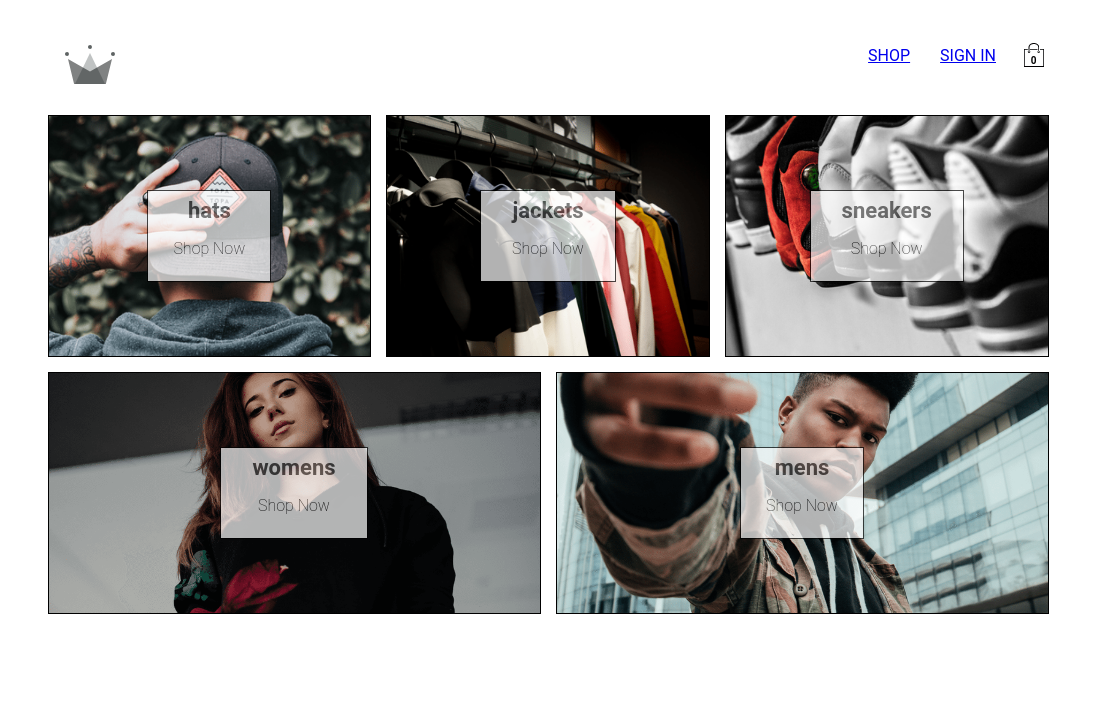 SHOP
SIGN IN
0
hats
Shop Now
jackets
Shop Now
sneakers
Shop Now
womens
Shop Now
mens
Shop Now